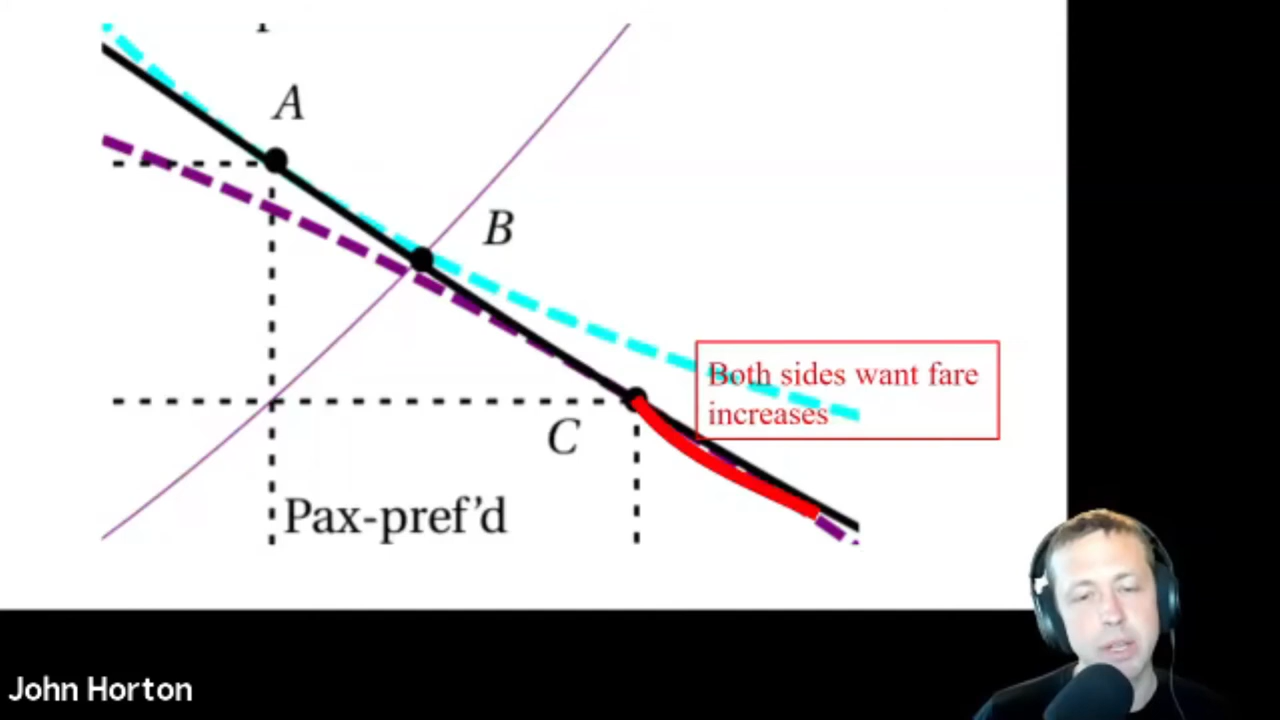 A
B
Both sides want fare
increases
C
Pax-pref'd
John Horton